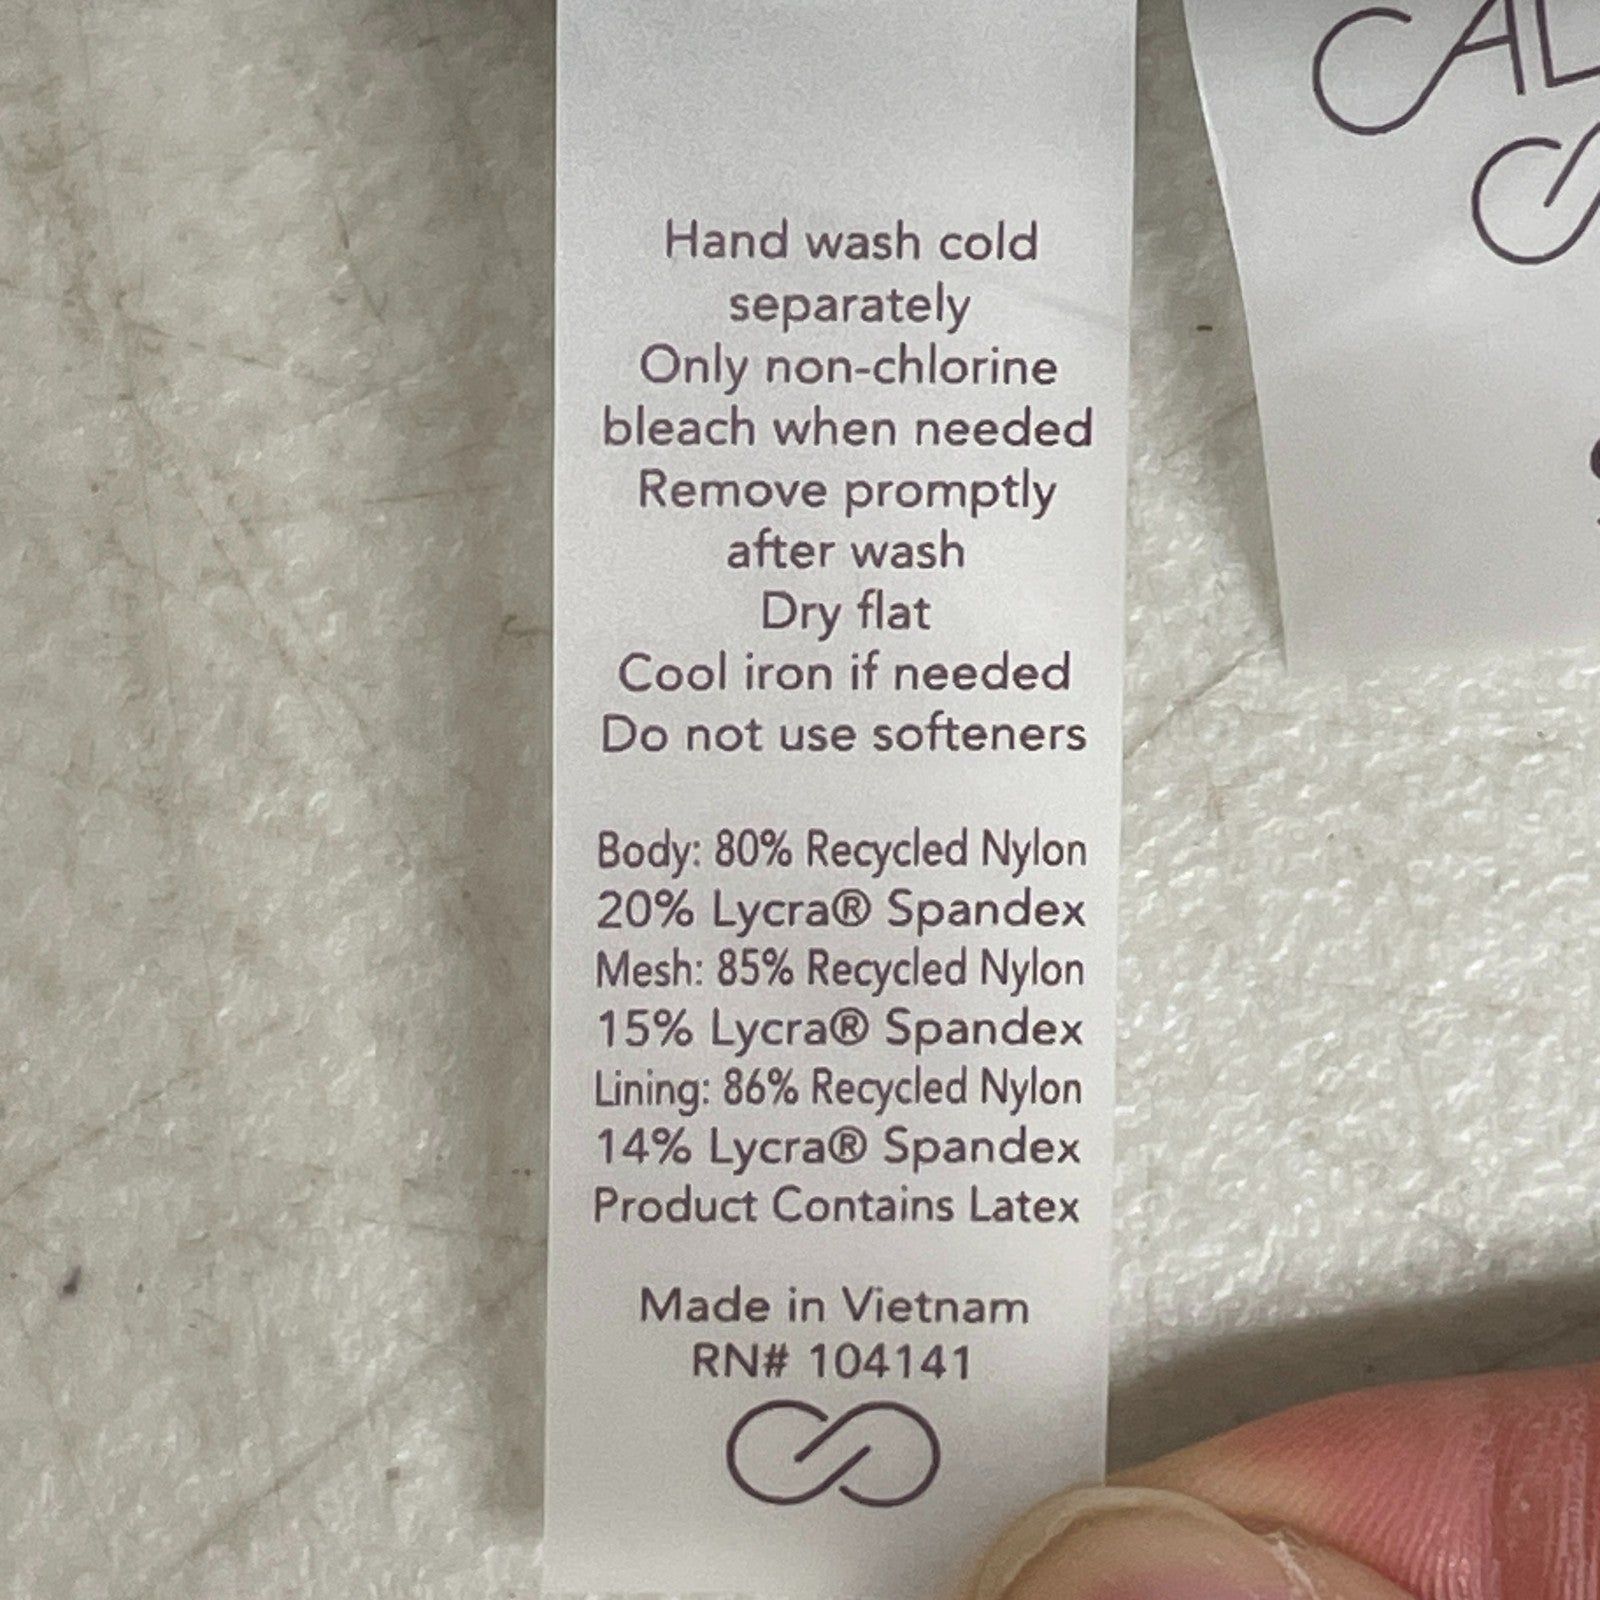 Hand wash cold
separately
Only non-chlorine
bleach when needed
Remove promptly
after wash
Dry flat
Cool iron if needed
Do not use softeners
Body: 80% Recycled Nylon
20% Lycra® Spandex
Mesh: 85% Recycled Nylon
15% Lycra® Spandex
Lining: 86% Recycled Nylon
14% Lycra® Spandex
Product Contains Latex
Made in Vietnam
RN# 104141